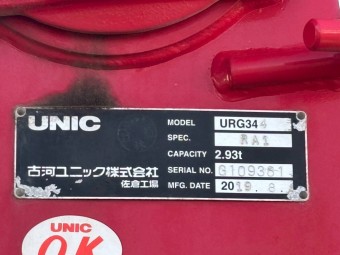 UNIC
古河ユニック株式会社
佐倉工場
MODEL URG344
SPEC. RA1
CAPACITY 2.93t
SERIAL NO. G109361
MFG. DATE 2019. 8.
UNIC
OK